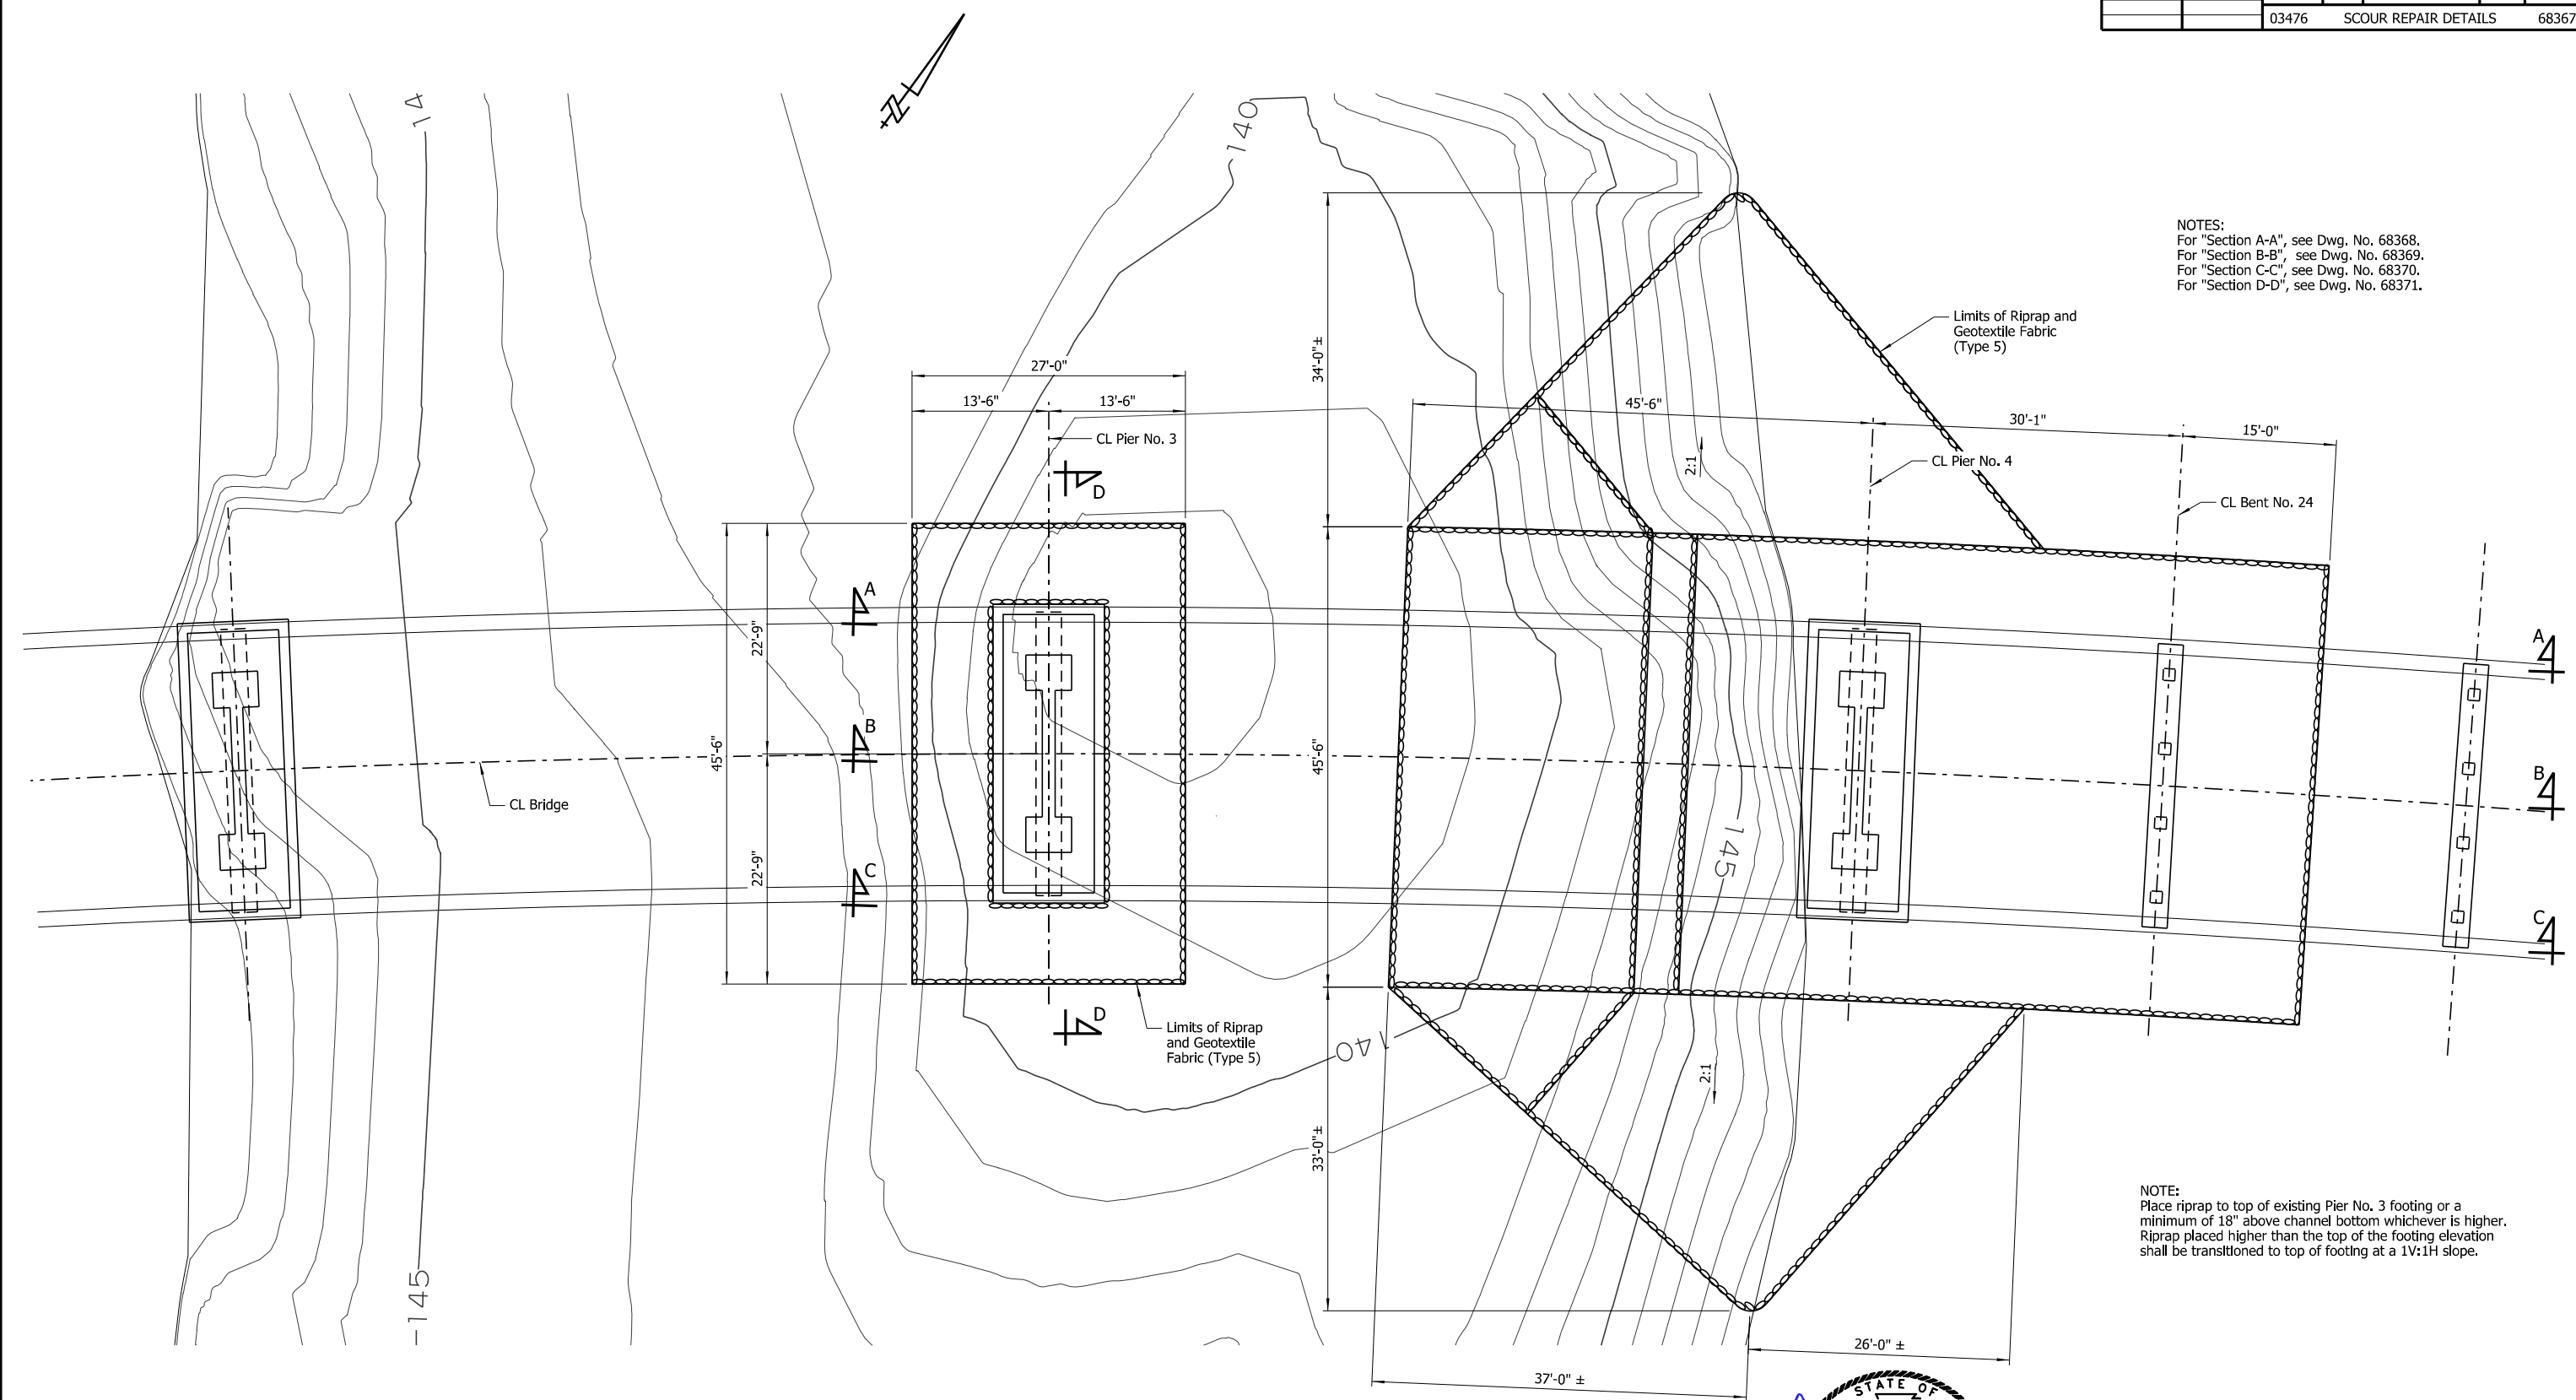 03476 SCOUR REPAIR DETAILS 68367
N
14
140
NOTES:
For "Section A-A", see Dwg. No. 68368.
For "Section B-B", see Dwg. No. 68369.
For "Section C-C", see Dwg. No. 68370.
For "Section D-D", see Dwg. No. 68371.
Limits of Riprap and
Geotextile Fabric
(Type 5)
34'-0"±
27'-0"
13'-6"
13'-6"
45'-6"
30'-1"
15'-0"
CL Pier No. 3
2:1
CL Pier No. 4
D
CL Bent No. 24
A
22'-9"
A
B
45'-6"
45'-6"
B
CL Bridge
145
22'-9"
C
C
D
Limits of Riprap
and Geotextile
Fabric (Type 5)
140
2:1
33'-0"±
NOTE:
Place riprap to top of existing Pier No. 3 footing or a
minimum of 18" above channel bottom whichever is higher.
Riprap placed higher than the top of the footing elevation
shall be transitioned to top of footing at a 1V:1H slope.
145
26'-0" ±
37'-0" ±
STATE OF